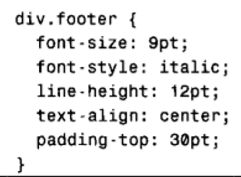 div.footer {
  font-size: 9pt;
  font-style: italic;
  line-height: 12pt;
  text-align: center;
  padding-top: 30pt;
}